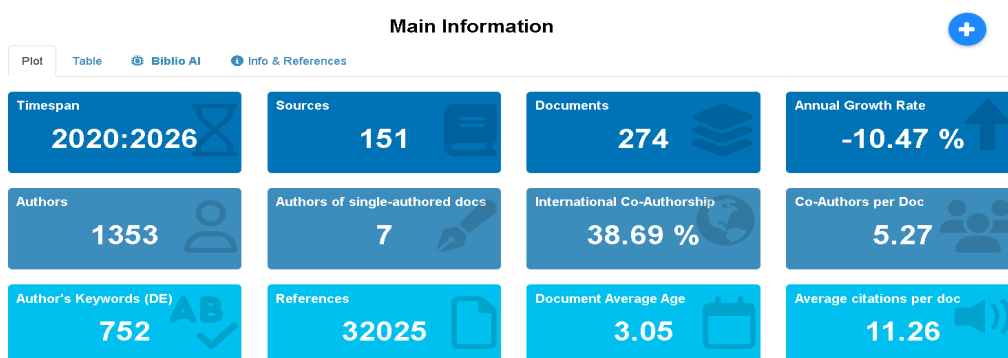 Main Information
Plot
Table
Biblio AI
Info & References
Timespan
2020:2026
Sources
151
Documents
274
Annual Growth Rate
-10.47 %
Authors
1353
Authors of single-authored docs
7
International Co-Authorship
38.69 %
Co-Authors per Doc
5.27
Author's Keywords (DE)
AB
752
References
32025
Document Average Age
3.05
Average citations per doc
11.26